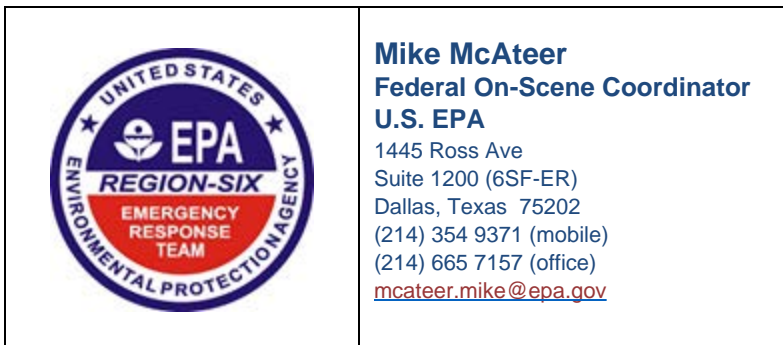 UNITED STATES
EPA
REGION-SIX
EMERGENCY
RESPONSE
TEAM
ENVIRONMENTAL PROTECTION AGENCY
Mike McAteer
Federal On-Scene Coordinator
U.S. EPA
1445 Ross Ave
Suite 1200 (6SF-ER)
Dallas, Texas  75202
(214) 354 9371 (mobile)
(214) 665 7157 (office)
mcateer.mike@epa.gov